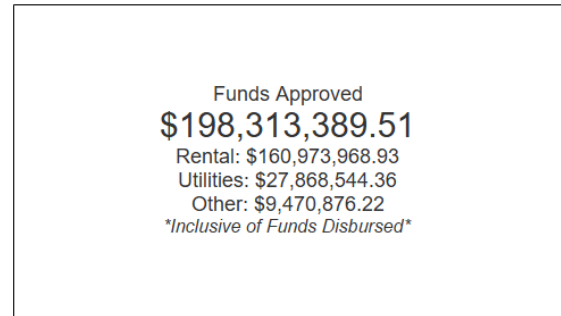 Funds Approved
$198,313,389.51
Rental: $160,973,968.93
Utilities: $27,868,544.36
Other: $9,470,876.22
*Inclusive of Funds Disbursed*